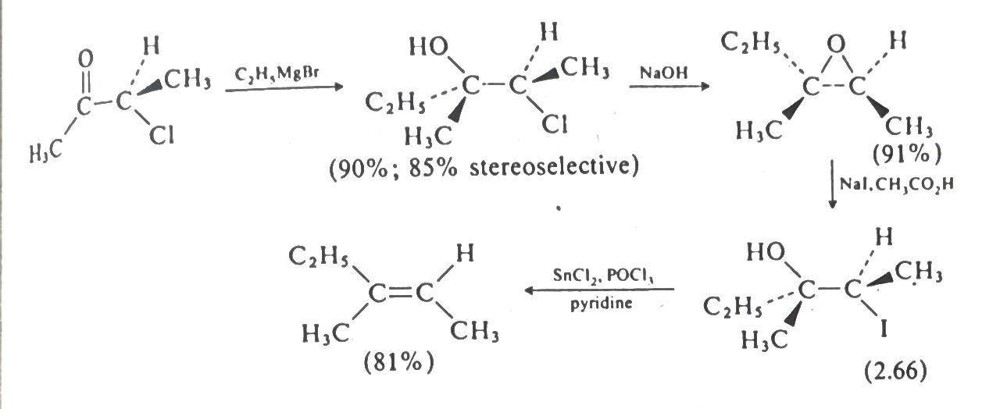 O H
C C CH₃
H₃C Cl
C₂H₅MgBr
HO H
C C CH₃
C₂H₅ Cl
H₃C
(90%; 85% stereoselective)
NaOH
C₂H₅ O H
C C
H₃C CH₃
(91%)
NaI, CH₃CO₂H
HO H
C C CH₃
C₂H₅ I
H₃C
(2.66)
SnCl₂, POCl₃
pyridine
C₂H₅ H
C=C
H₃C CH₃
(81%)